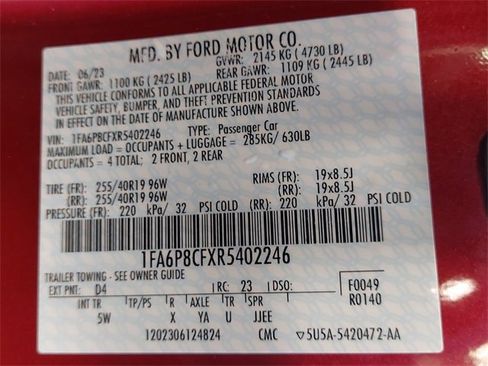 MFD. BY FORD MOTOR CO.
DATE: 06/23 GVWR: 2145 KG ( 4730 LB)
FRONT GAWR: 1100 KG ( 2425 LB) REAR GAWR: 1109 KG ( 2445 LB)
THIS VEHICLE CONFORMS TO ALL APPLICABLE FEDERAL MOTOR
VEHICLE SAFETY, BUMPER, AND THEFT PREVENTION STANDARDS
IN EFFECT ON THE DATE OF MANUFACTURE SHOWN ABOVE.
VIN: 1FA6P8CFXR5402246 TYPE: Passenger Car
MAXIMUM LOAD = OCCUPANTS + LUGGAGE = 285KG/ 630LB
OCCUPANTS = 4 TOTAL: 2 FRONT, 2 REAR
TIRE (FR): 255/40R19 96W RIMS (FR): 19x8.5J
(RR): 255/40R19 96W (RR): 19x8.5J
PRESSURE (FR): 220 kPa/ 32 PSI COLD (RR): 220 kPa/ 32 PSI COLD
1FA6P8CFXR5402246
TRAILER TOWING - SEE OWNER GUIDE
EXT PNT: D4 RC: 23 DSO: F0049
INT TR TP/PS R AXLE TR SPR R0140
5W X YA U JJEE
1202306124824 CMC ▽5U5A-5420472-AA